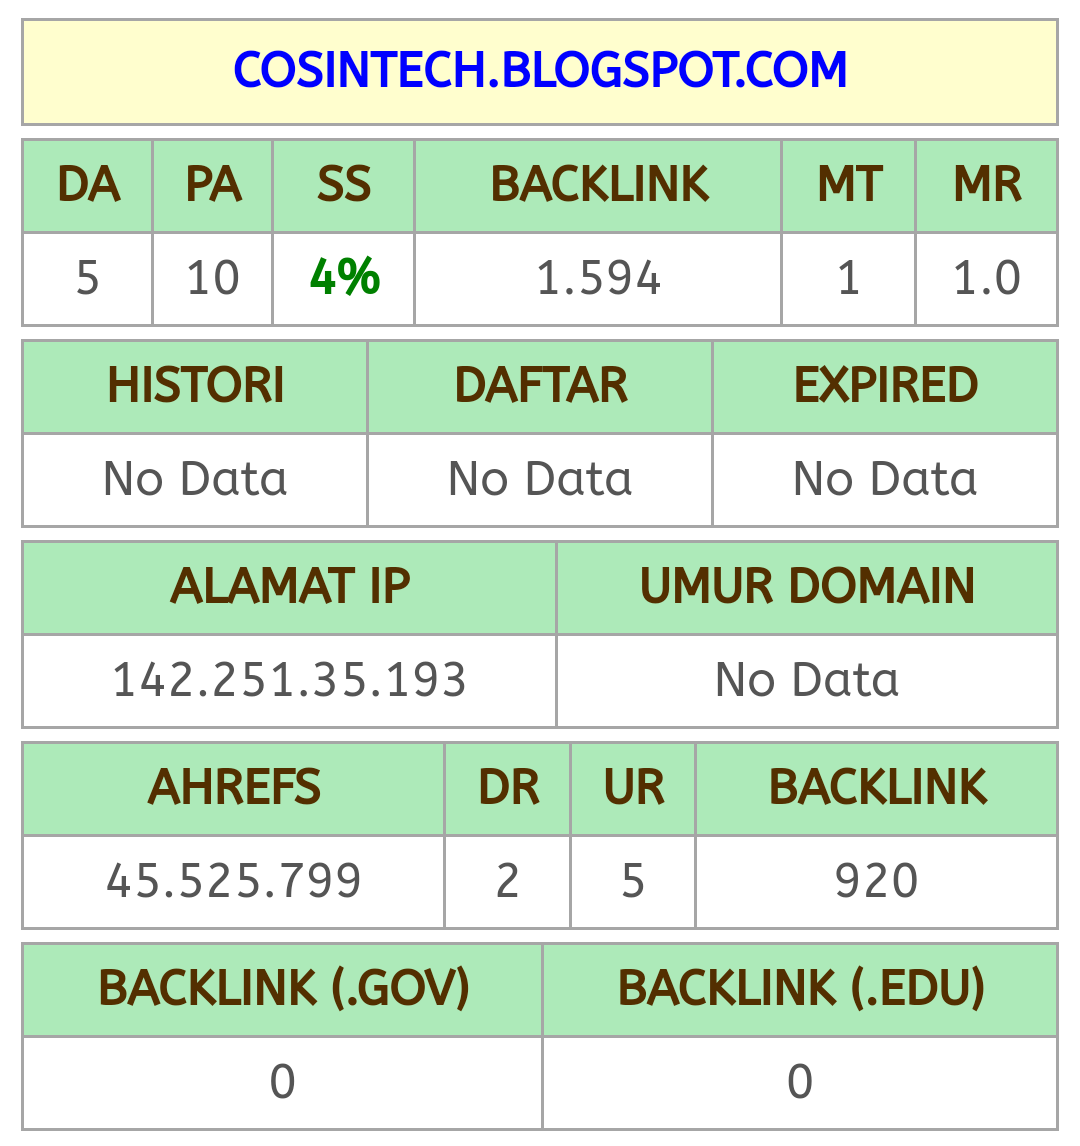 COSINTECH.BLOGSPOT.COM
DA PA SS BACKLINK MT MR
5 10 4% 1.594 1 1.0
HISTORI DAFTAR EXPIRED
No Data No Data No Data
ALAMAT IP UMUR DOMAIN
142.251.35.193 No Data
AHREFS DR UR BACKLINK
45.525.799 2 5 920
BACKLINK (.GOV) BACKLINK (.EDU)
0 0